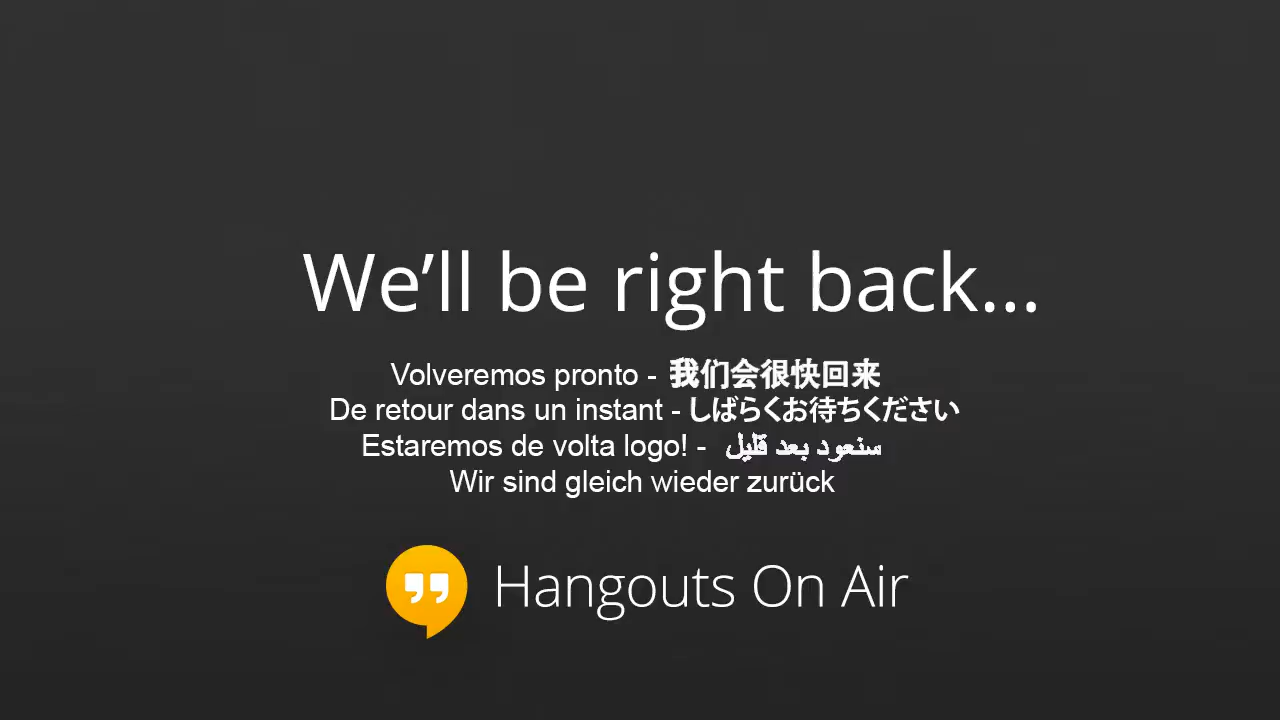 We’ll be right back...
Volveremos pronto - 我们会很快回来
De retour dans un instant - しばらくお待ちください
Estaremos de volta logo! - سنعود بعد قليل
Wir sind gleich wieder zurück
Hangouts On Air